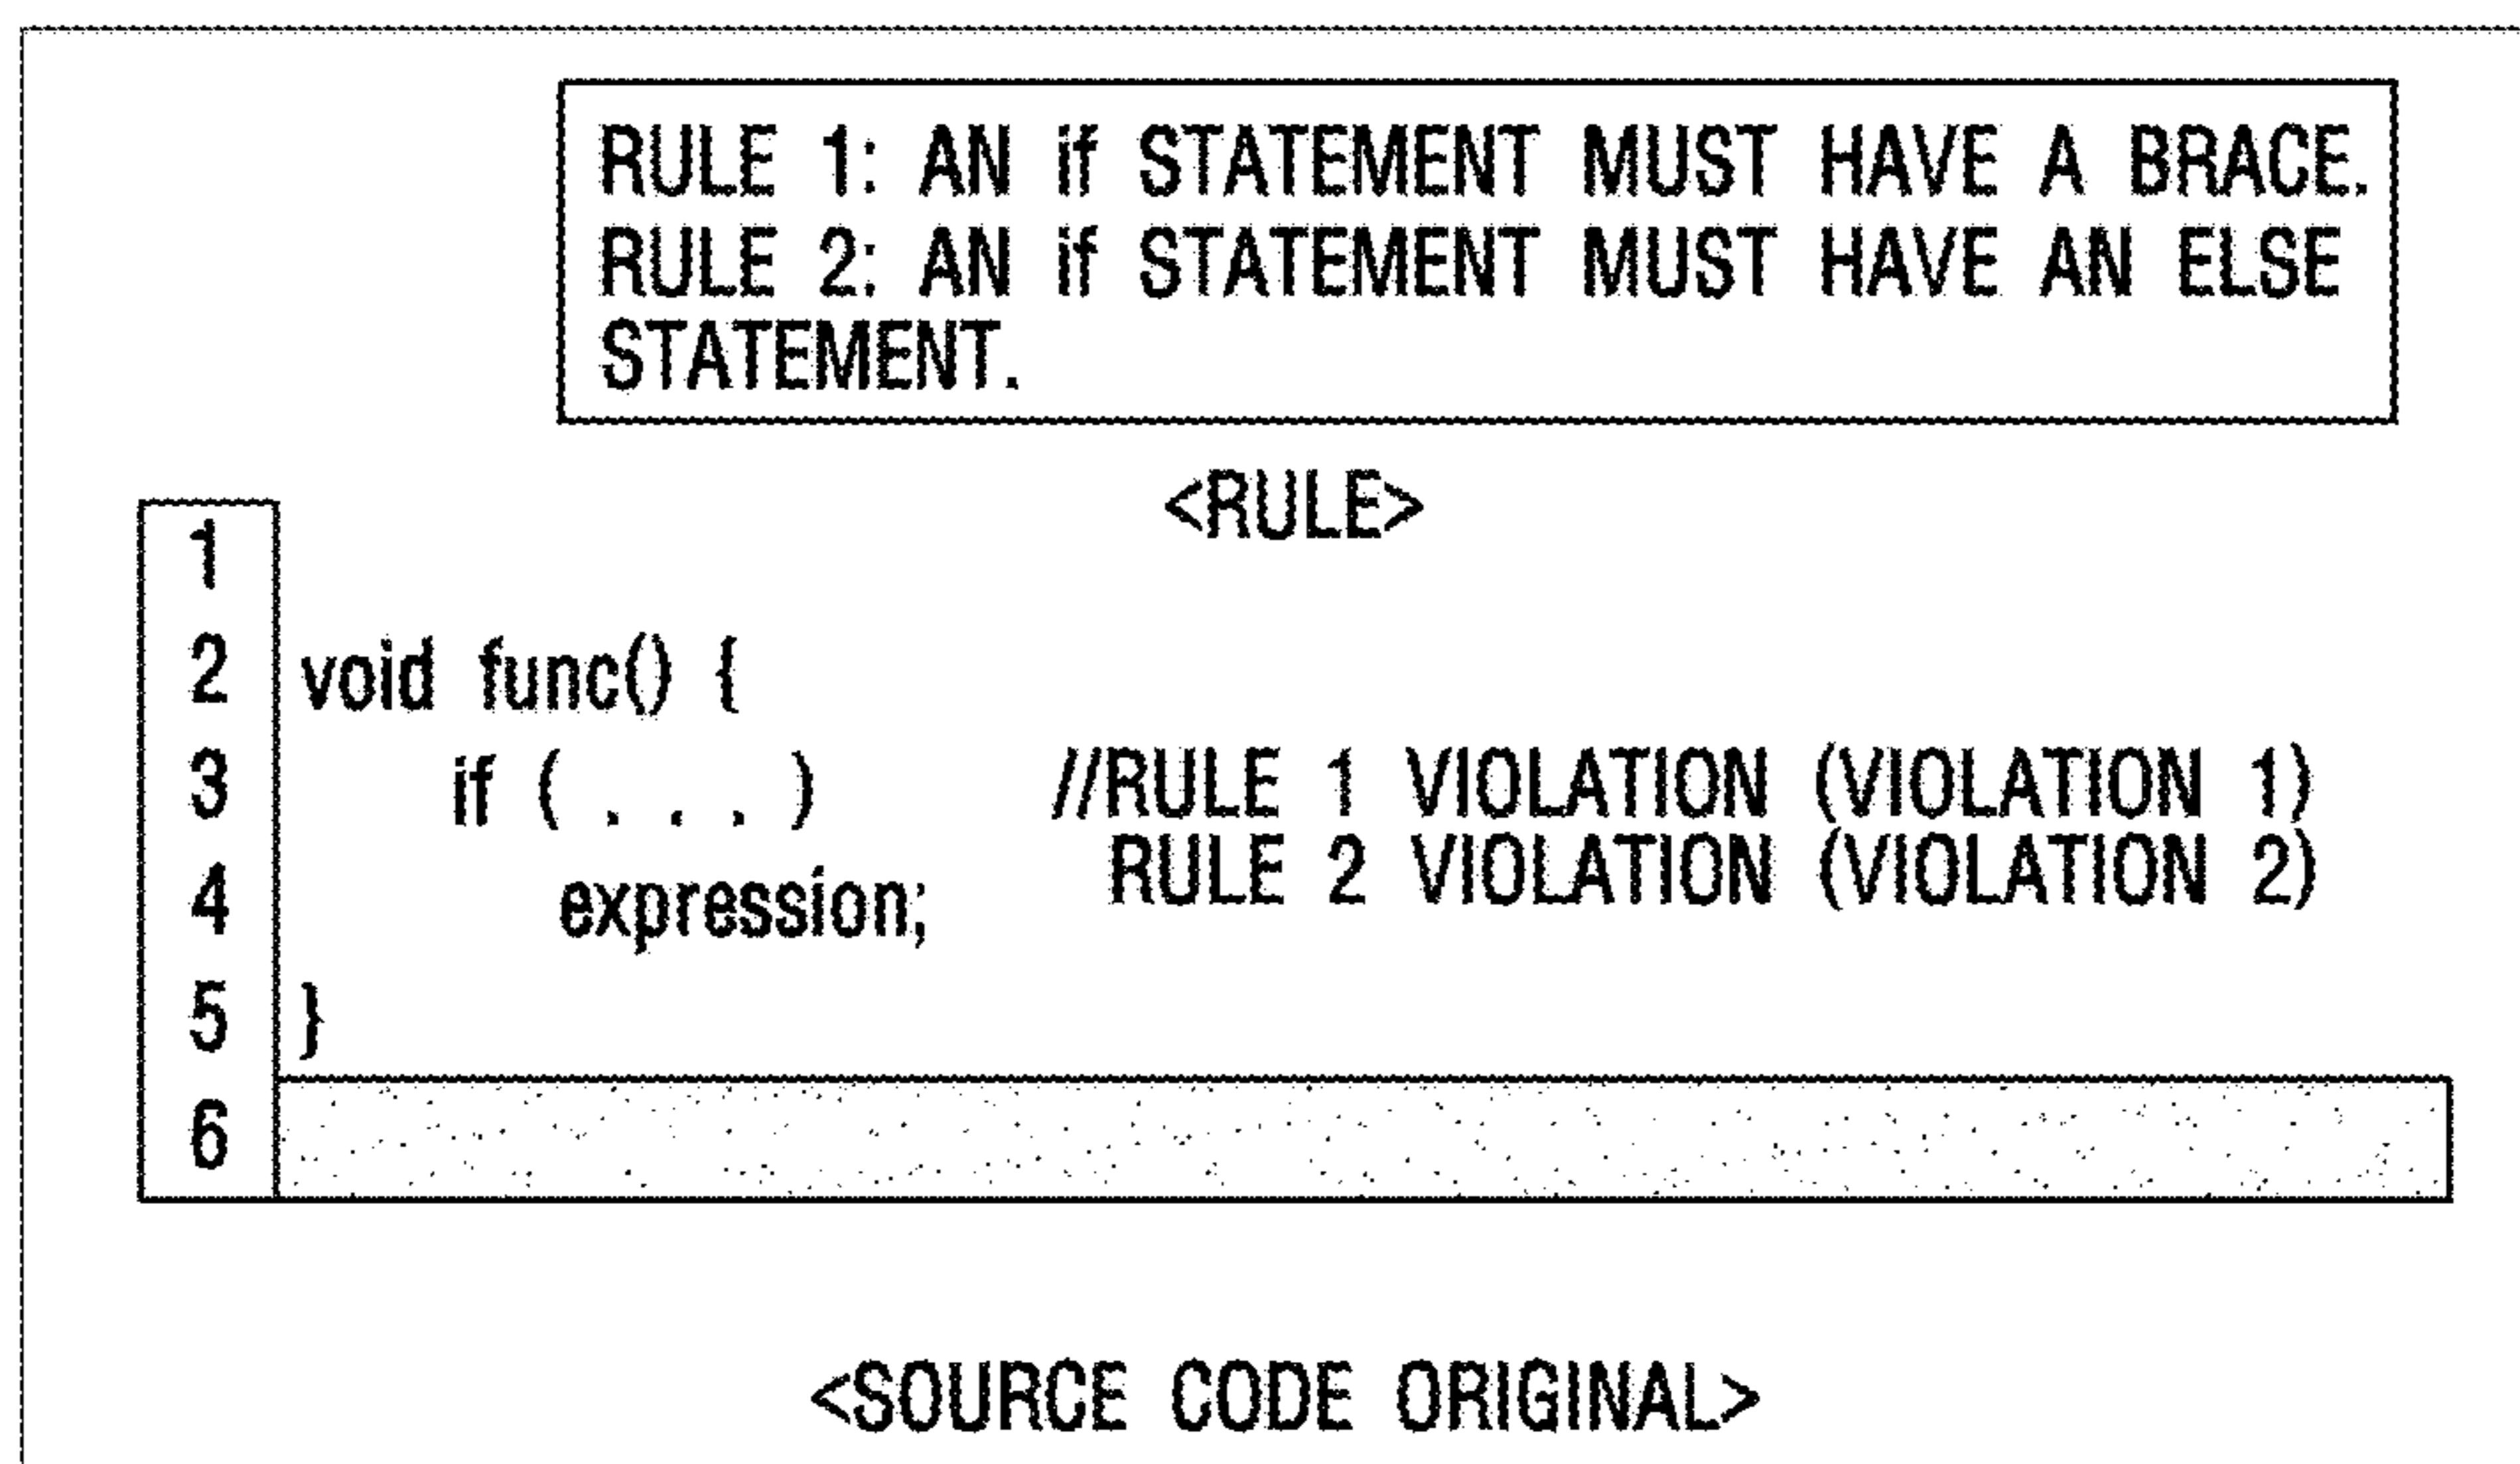 RULE 1: AN if STATEMENT MUST HAVE A BRACE.
RULE 2: AN if STATEMENT MUST HAVE AN ELSE
STATEMENT.
<RULE>
1
2 void func() {
3 if ( . . . ) //RULE 1 VIOLATION (VIOLATION 1)
RULE 2 VIOLATION (VIOLATION 2)
4 expression;
5 }
6
<SOURCE CODE ORIGINAL>